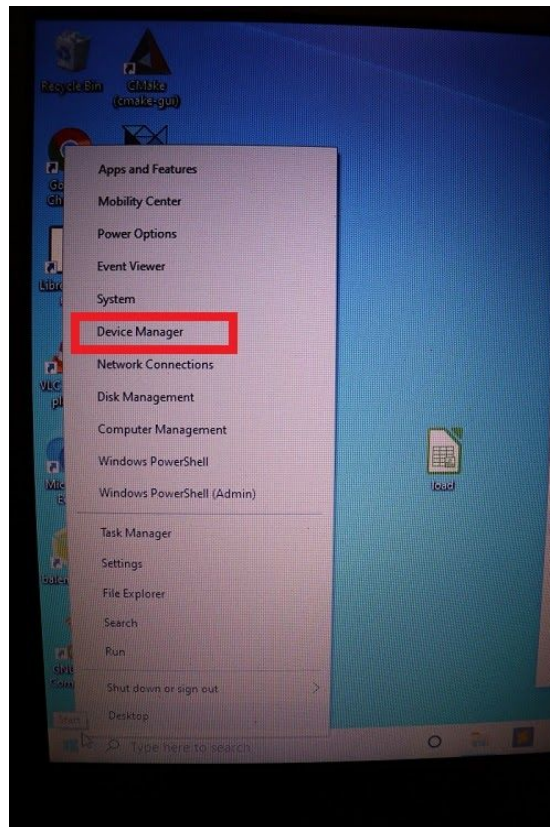 Recycle Bin
CMake
(cmake-gui)
Apps and Features
Mobility Center
Power Options
Event Viewer
System
Device Manager
Network Connections
Disk Management
Computer Management
Windows PowerShell
Windows PowerShell (Admin)
Task Manager
Settings
File Explorer
Search
Run
Shut down or sign out
Desktop
Start
Type here to search
load
VLC